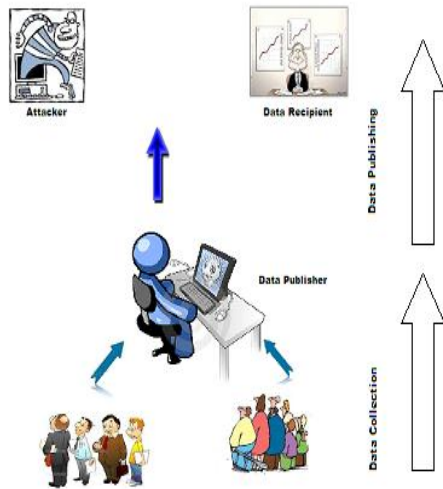 Attacker
Data Recipient
Data Publishing
Data Publisher
Data Collection